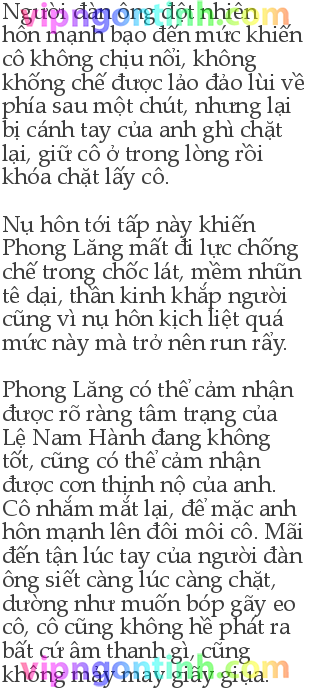 vipngontinh.com
Người đàn ông đột nhiên
hôn mạnh bạo đến mức khiến
cô không chịu nổi, không
khống chế được lảo đảo lùi về
phía sau một chút, nhưng lại
bị cánh tay của anh ghì chặt
lại, giữ cô ở trong lòng rồi
khóa chặt lấy cô.
Nụ hôn tới tấp này khiến
Phong Lăng mất đi lực chống
chế trong chốc lát, mềm nhũn
tê dại, thần kinh khắp người
cũng vì nụ hôn kịch liệt quá
mức này mà trở nên run rẩy.
Phong Lăng có thể cảm nhận
được rõ ràng tâm trạng của
Lệ Nam Hành đang không
tốt, cũng có thể cảm nhận
được cơn thịnh nộ của anh.
Cô nhắm mắt lại, để mặc anh
hôn mạnh lên đôi môi cô. Mãi
đến tận lúc tay của người đàn
ông siết càng lúc càng chặt,
dường như muốn bóp gãy eo
cô, cô cũng không hề phát ra
bất cứ âm thanh gì, cũng
không mảy may giãy giụa.
vipngontinh.com